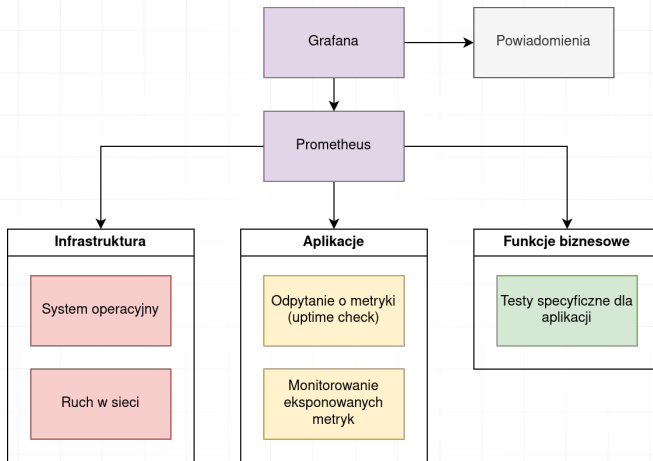 Grafana
Powiadomienia
Prometheus
Infrastruktura
Aplikacje
Funkcje biznesowe
System operacyjny
Odpytanie o metryki
(uptime check)
Testy specyficzne dla
aplikacji
Ruch w sieci
Monitorowanie
eksponowanych
metryk